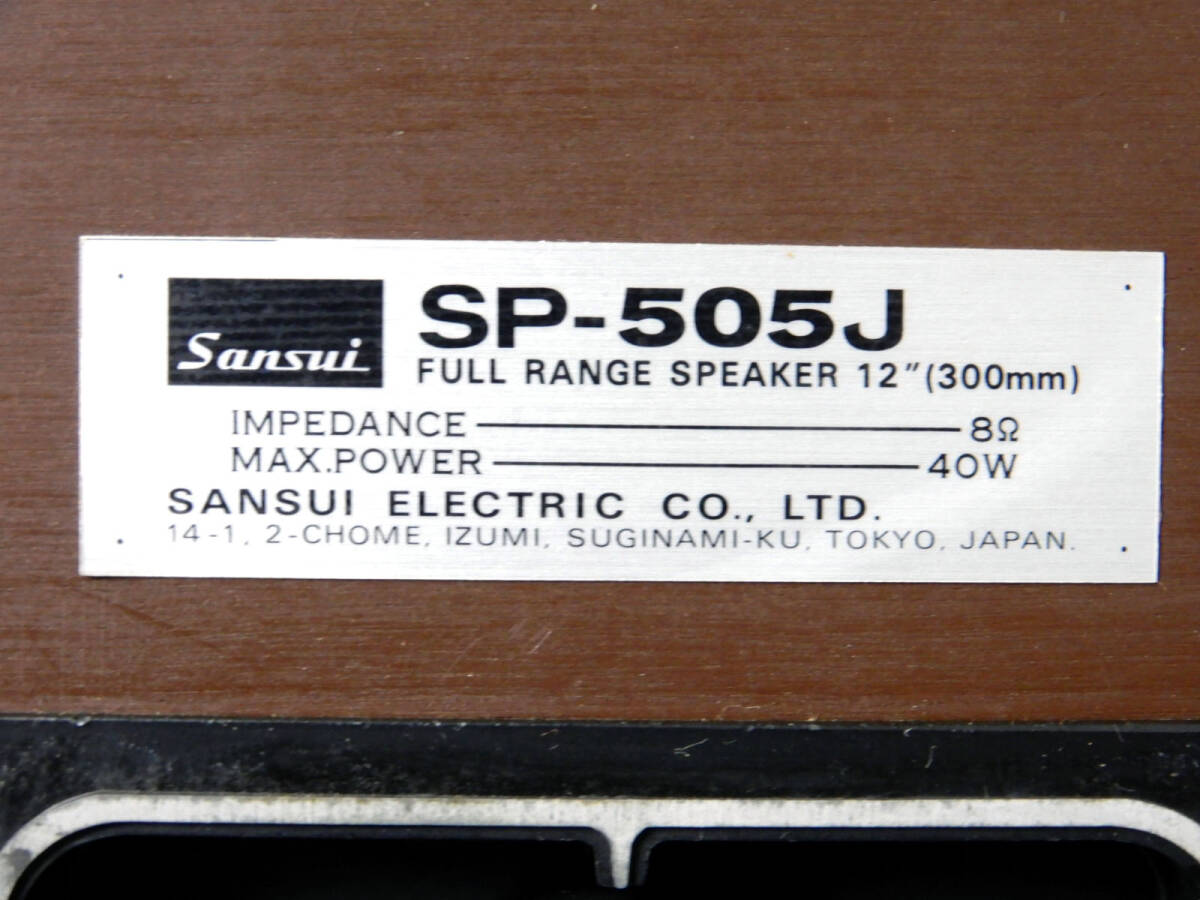 Sansui
SP-505J
FULL RANGE SPEAKER 12″(300mm)
IMPEDANCE 8Ω
MAX.POWER 40W
SANSUI ELECTRIC CO., LTD.
14-1, 2-CHOME, IZUMI, SUGINAMI-KU, TOKYO, JAPAN.